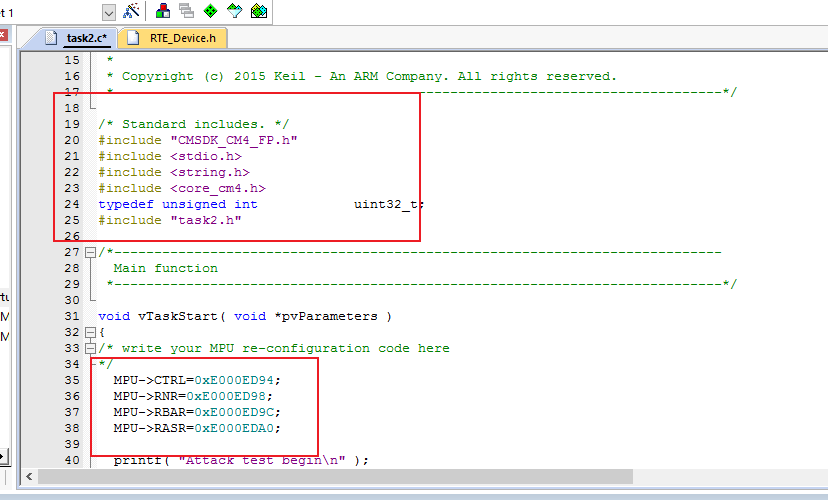 t 1
task2.c*
RTE_Device.h
15 *
16 * Copyright (c) 2015 Keil - An ARM Company. All rights reserved.
17 *----------------------------------------------------------------------------*/
18
19 /* Standard includes. */
20 #include "CMSDK_CM4_FP.h"
21 #include <stdio.h>
22 #include <string.h>
23 #include <core_cm4.h>
24 typedef unsigned int            uint32_t;
25 #include "task2.h"
26
27 /*----------------------------------------------------------------------------
28   Main function
29  *----------------------------------------------------------------------------*/
30
31 void vTaskStart( void *pvParameters )
32 {
33 /* write your MPU re-configuration code here
34 */
35   MPU->CTRL=0xE000ED94;
36   MPU->RNR=0xE000ED98;
37   MPU->RBAR=0xE000ED9C;
38   MPU->RASR=0xE000EDA0;
39
40   printf( "Attack test begin\n" );
rtu
M
M